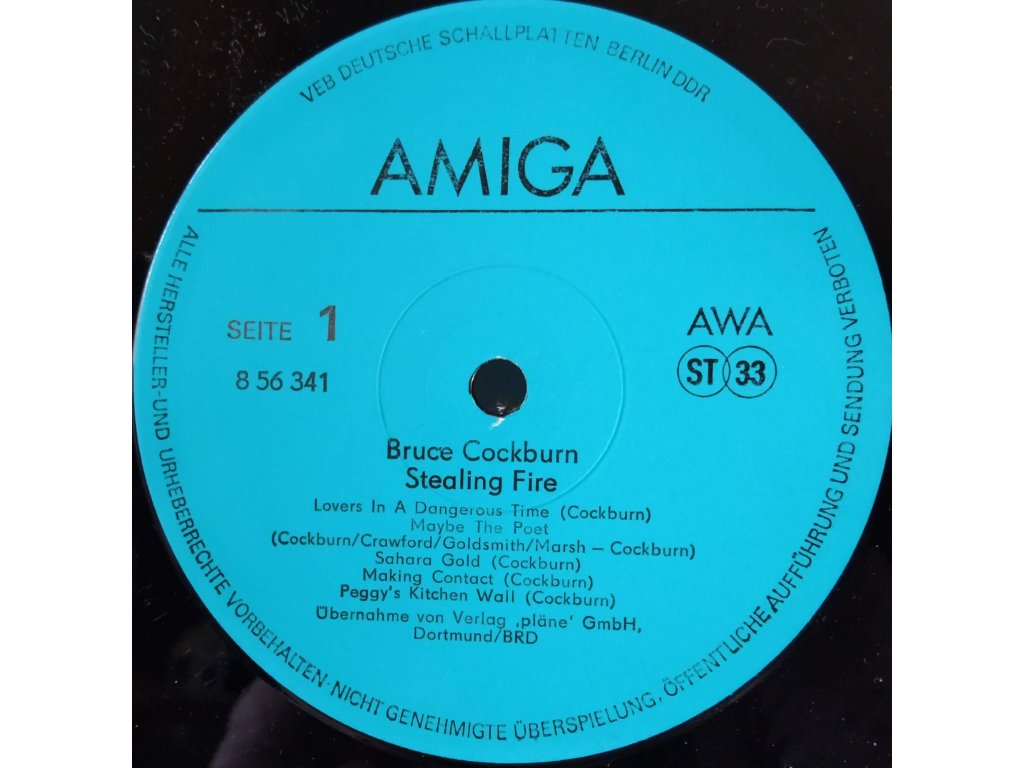 VEB DEUTSCHE SCHALLPLATTEN BERLIN DDR
AMIGA
SEITE 1
8 56 341
AWA
ST 33
Bruce Cockburn
Stealing Fire
Lovers In A Dangerous Time (Cockburn)
Maybe The Poet
(Cockburn/Crawford/Goldsmith/Marsh – Cockburn)
Sahara Gold (Cockburn)
Making Contact (Cockburn)
Peggy's Kitchen Wall (Cockburn)
Übernahme von Verlag ‚pläne' GmbH,
Dortmund/BRD
ALLE HERSTELLER-UND URHEBERRECHTE VORBEHALTEN·NICHT GENEHMIGTE ÜBERSPIELUNG, ÖFFENTLICHE AUFFÜHRUNG UND SENDUNG VERBOTEN